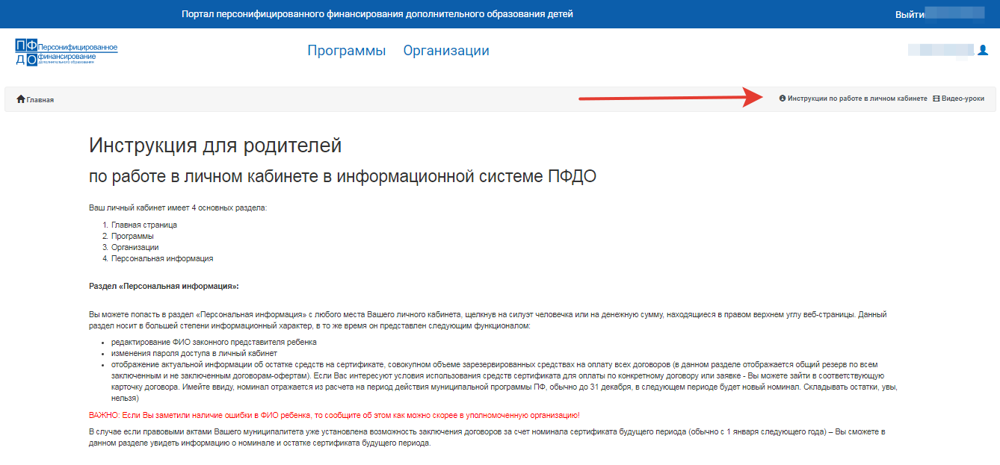 Портал персонифицированного финансирования дополнительного образования детей
Выйти
ПФ ДО
Персонифицированное
финансирование
дополнительного образования
Программы Организации
Главная
Инструкции по работе в личном кабинете Видео-уроки
Инструкция для родителей
по работе в личном кабинете в информационной системе ПФДО
Ваш личный кабинет имеет 4 основных раздела:
1. Главная страница
2. Программы
3. Организации
4. Персональная информация
Раздел «Персональная информация»:
Вы можете попасть в раздел «Персональная информация» с любого места Вашего личного кабинета, щелкнув на силуэт человечка или на денежную сумму, находящиеся в правом верхнем углу веб-страницы. Данный
раздел носит в большей степени информационный характер, в то же время он представлен следующим функционалом:
• редактирование ФИО законного представителя ребенка
• изменения пароля доступа в личный кабинет
• отображение актуальной информации об остатке средств на сертификате, совокупном объеме зарезервированных средствах на оплату всех договоров (в данном разделе отображается общий резерв по всем
заключенным и не заключенным договорам-офертам). Если Вас интересуют условия использования средств сертификата для оплаты по конкретному договору или заявке - Вы можете зайти в соответствующую
карточку договора. Имейте ввиду, номинал отражается из расчета на период действия муниципальной программы ПФ, обычно до 31 декабря, в следующем периоде будет новый номинал. Складывать остатки, увы,
нельзя)
ВАЖНО: Если Вы заметили наличие ошибки в ФИО ребенка, то сообщите об этом как можно скорее в уполномоченную организацию!
В случае если правовыми актами Вашего муниципалитета уже установлена возможность заключения договоров за счет номинала сертификата будущего периода (обычно с 1 января следующего года) – Вы сможете в
данном разделе увидеть информацию о номинале и остатке сертификата будущего периода.